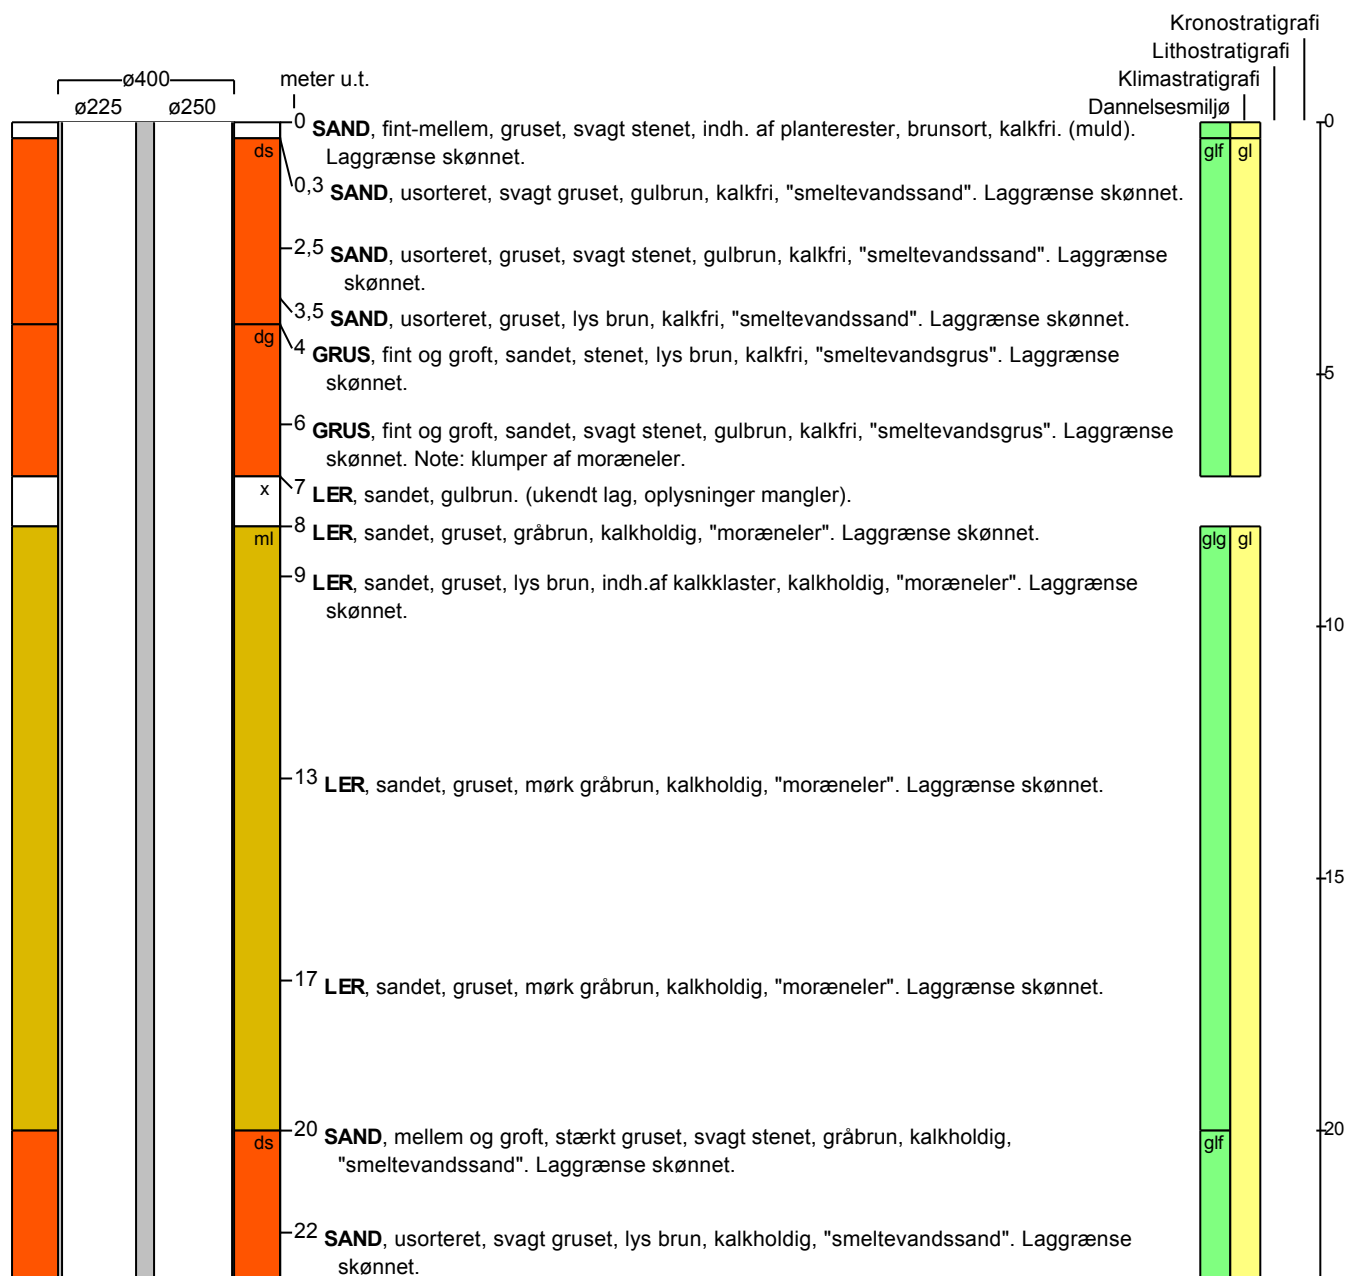 Kronostratigrafi
Lithostratigrafi
ø400 meter u.t. Klimastratigrafi
ø225 ø250 Dannelsesmiljø
0 SAND, fint-mellem, gruset, svagt stenet, indh. af planterester, brunsort, kalkfri. (muld). 0
ds Laggrænse skønnet. glf gl
0,3 SAND, usorteret, svagt gruset, gulbrun, kalkfri, "smeltevandssand". Laggrænse skønnet.
2,5 SAND, usorteret, gruset, svagt stenet, gulbrun, kalkfri, "smeltevandssand". Laggrænse
skønnet.
3,5 SAND, usorteret, gruset, lys brun, kalkfri, "smeltevandssand". Laggrænse skønnet.
dg
4 GRUS, fint og groft, sandet, stenet, lys brun, kalkfri, "smeltevandsgrus". Laggrænse
skønnet. 5
6 GRUS, fint og groft, sandet, svagt stenet, gulbrun, kalkfri, "smeltevandsgrus". Laggrænse
skønnet. Note: klumper af moræneler.
x 7 LER, sandet, gulbrun. (ukendt lag, oplysninger mangler).
ml 8 LER, sandet, gruset, gråbrun, kalkholdig, "moræneler". Laggrænse skønnet. glg gl
9 LER, sandet, gruset, lys brun, indh.af kalkklaster, kalkholdig, "moræneler". Laggrænse
skønnet.
10
13 LER, sandet, gruset, mørk gråbrun, kalkholdig, "moræneler". Laggrænse skønnet.
15
17 LER, sandet, gruset, mørk gråbrun, kalkholdig, "moræneler". Laggrænse skønnet.
ds 20 SAND, mellem og groft, stærkt gruset, svagt stenet, gråbrun, kalkholdig, glf 20
"smeltevandssand". Laggrænse skønnet.
22 SAND, usorteret, svagt gruset, lys brun, kalkholdig, "smeltevandssand". Laggrænse
skønnet.